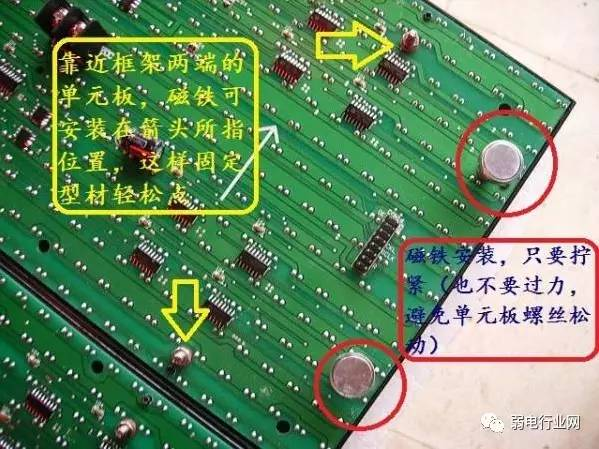 靠近框架两端的
单元板，磁铁可
安装在箭头所指
位置，这样固定
型材轻松点
磁铁安装，只要拧
紧（也不要过力，
避免单元板螺丝松
动）
弱电行业网